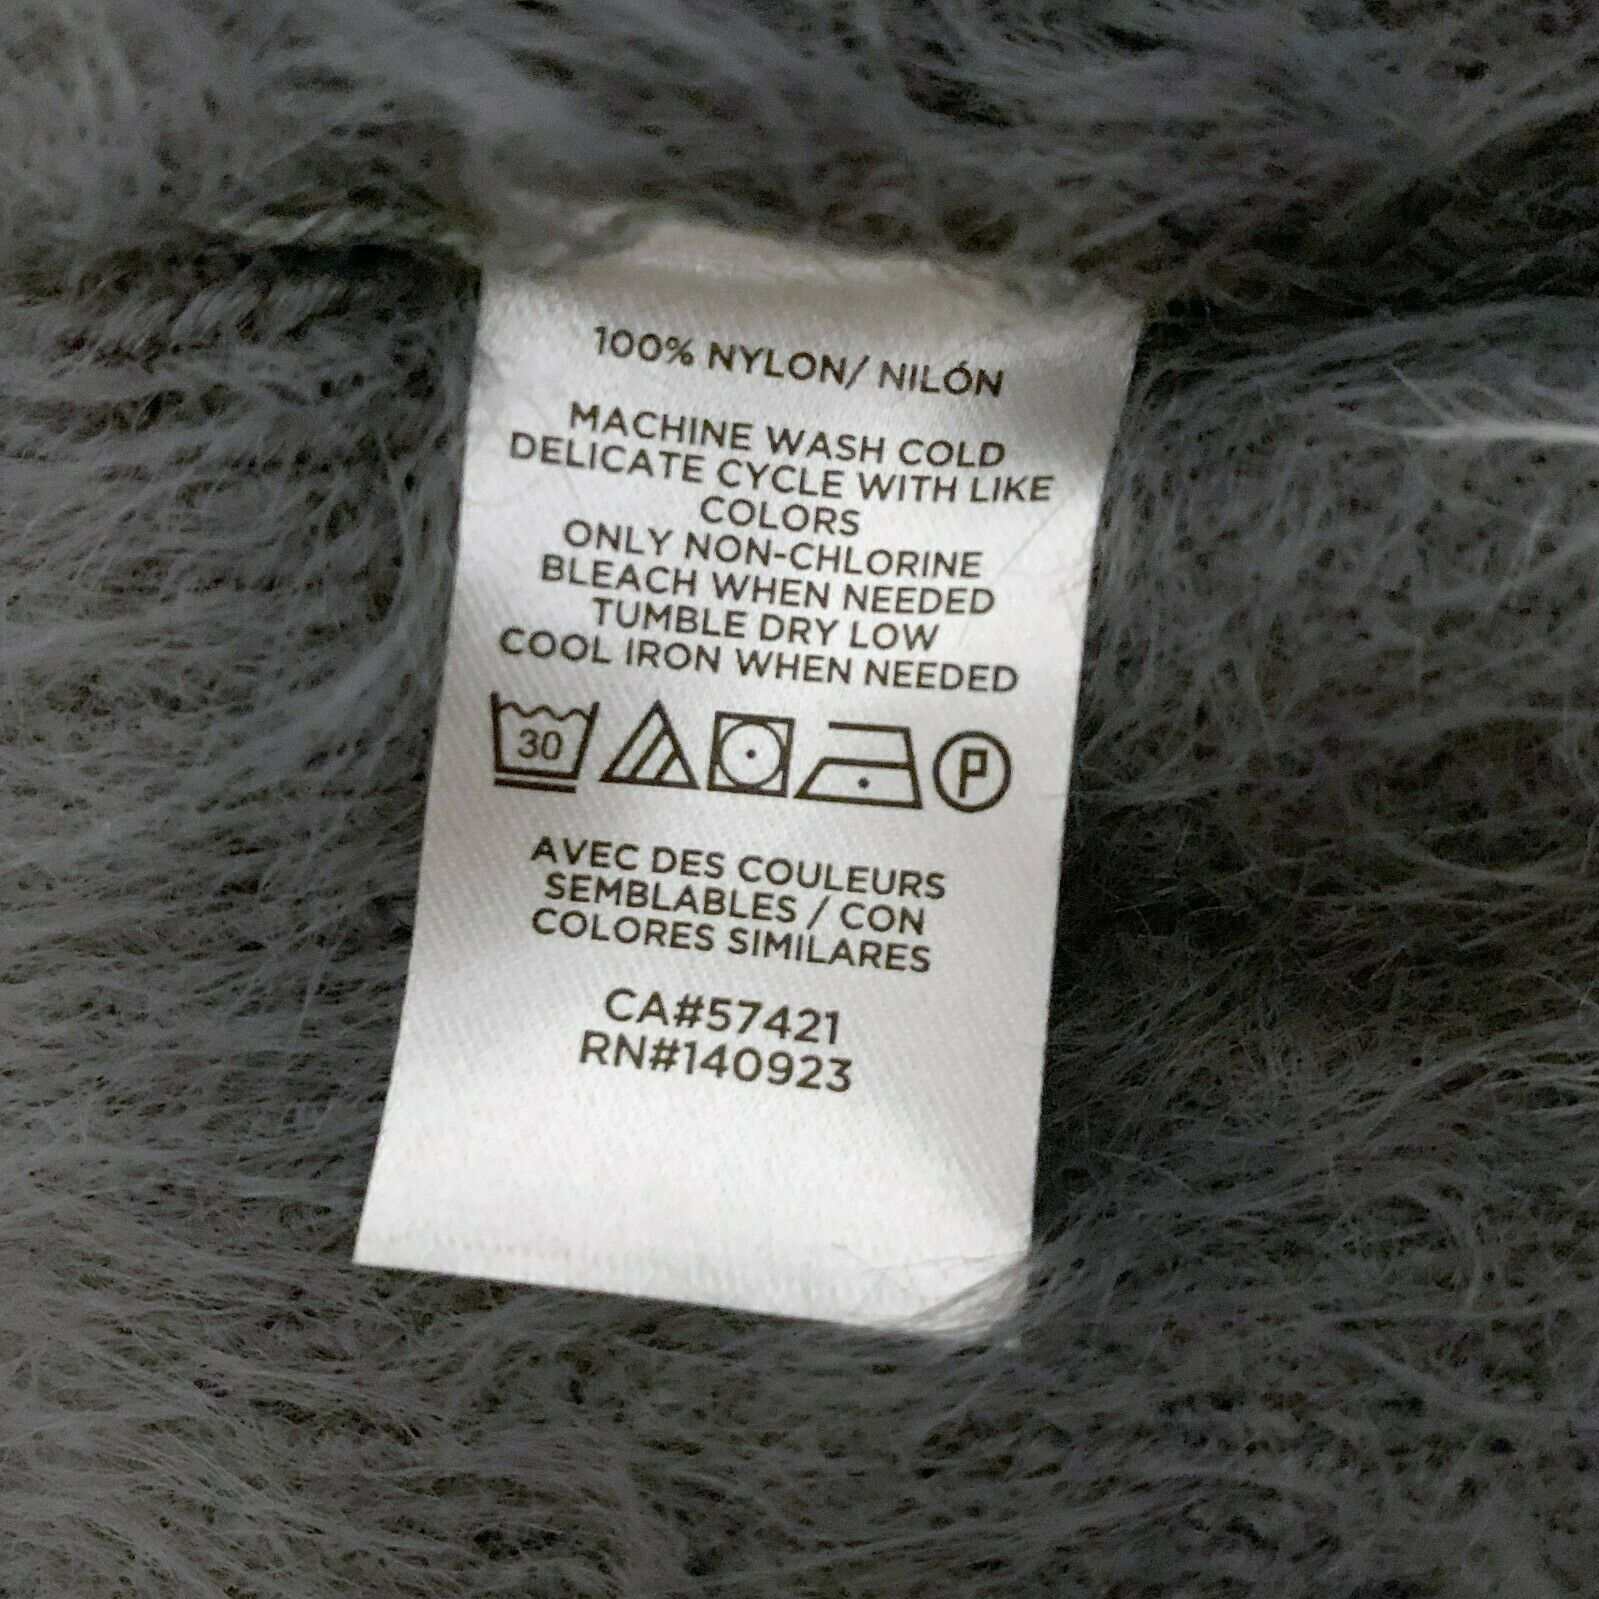 100% NYLON/ NILÓN
MACHINE WASH COLD
DELICATE CYCLE WITH LIKE
COLORS
ONLY NON-CHLORINE
BLEACH WHEN NEEDED
TUMBLE DRY LOW
COOL IRON WHEN NEEDED
30 P
AVEC DES COULEURS
SEMBLABLES / CON
COLORES SIMILARES
CA#57421
RN#140923